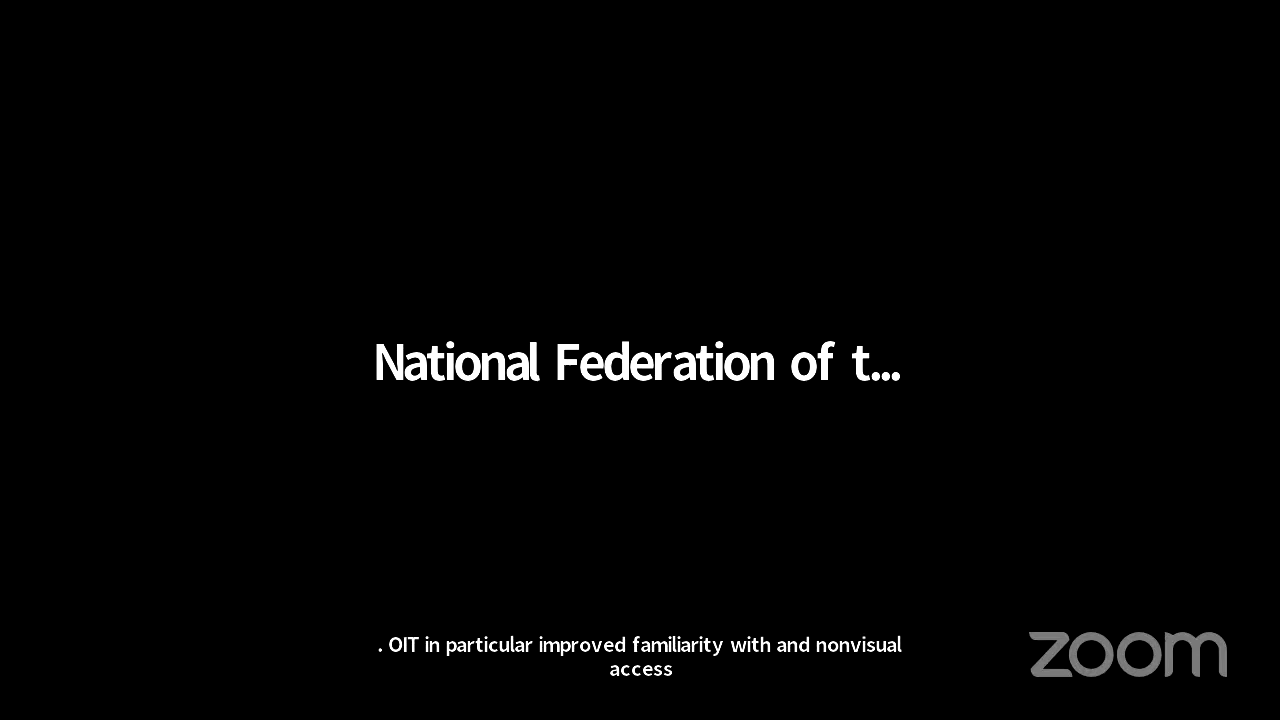 National Federation of t...
. OIT in particular improved familiarity with and nonvisual
access
zoom